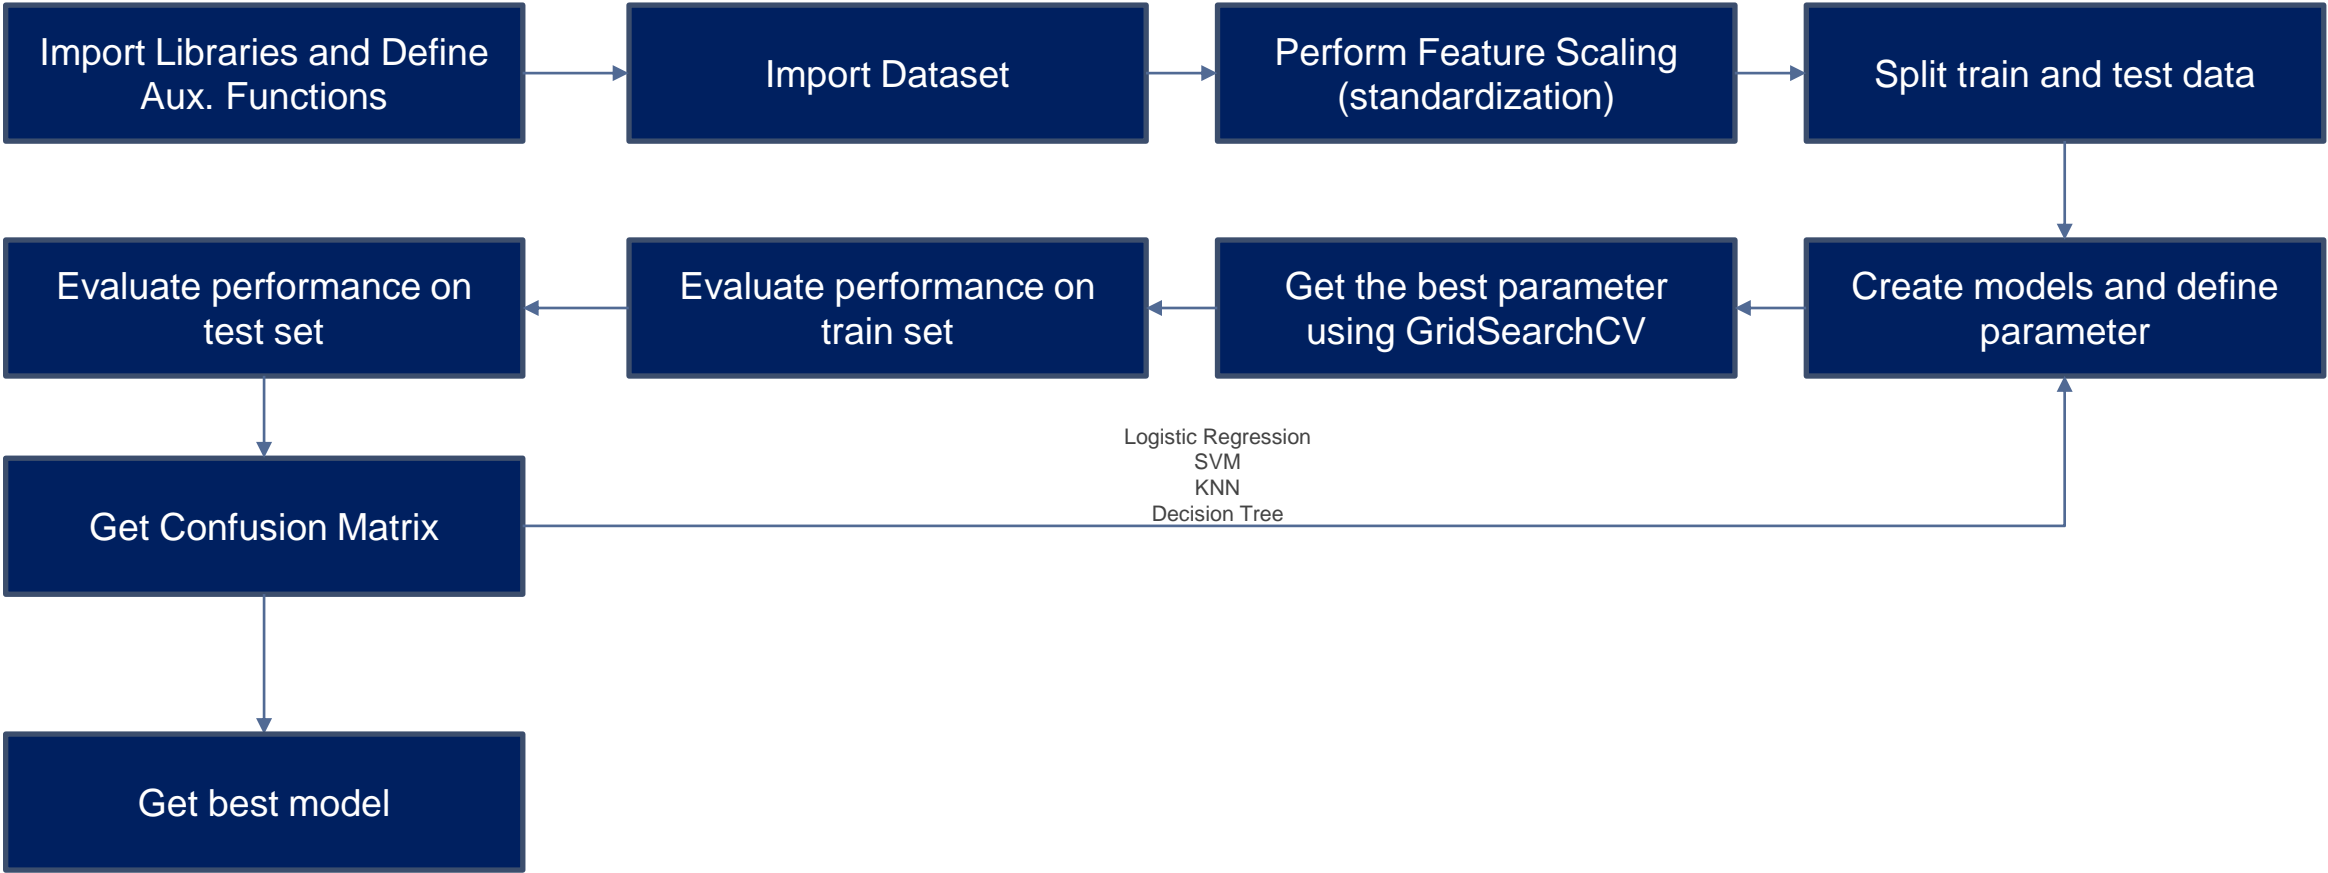 Import Libraries and Define
Aux. Functions
Import Dataset
Perform Feature Scaling
(standardization)
Split train and test data
Create models and define
parameter
Get the best parameter
using GridSearchCV
Evaluate performance on
train set
Evaluate performance on
test set
Get Confusion Matrix
Logistic Regression
SVM
KNN
Decision Tree
Get best model